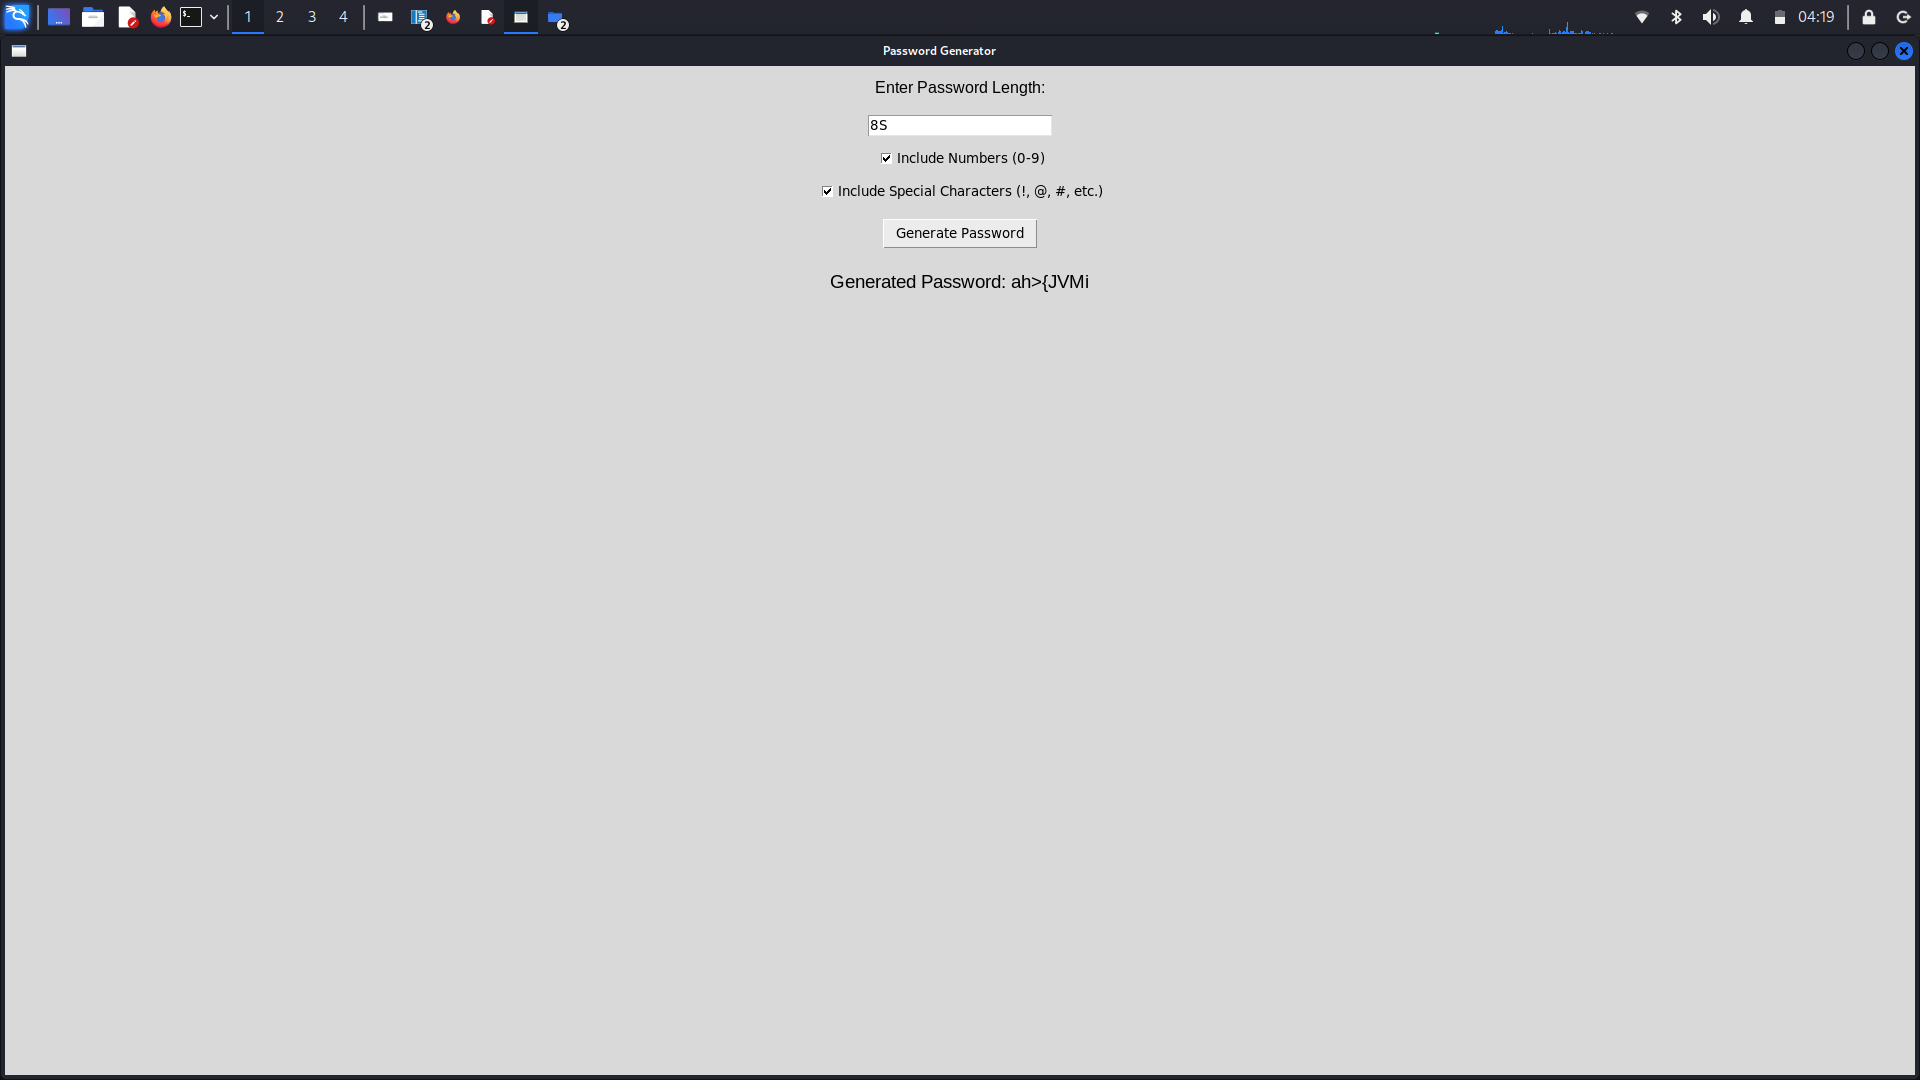 1 2 3 4 2 2 04:19
Password Generator
Enter Password Length:
8S
Include Numbers (0-9)
Include Special Characters (!, @, #, etc.)
Generate Password
Generated Password: ah>{JVMi